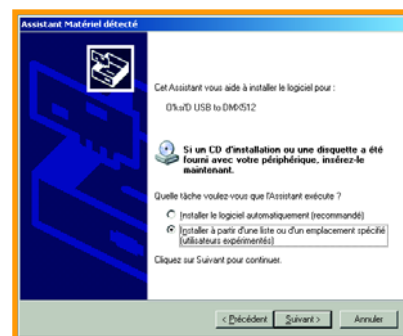 Assistant Matériel détecté
Cet Assistant vous aide à installer le logiciel pour :
O'ka'D USB to DMX512
Si un CD d'installation ou une disquette a été
fourni avec votre périphérique, insérez-le
maintenant.
Quelle tâche voulez-vous que l'Assistant exécute ?
Installer le logiciel automatiquement (recommandé)
Installer à partir d'une liste ou d'un emplacement spécifié
(utilisateurs expérimentés)
Cliquez sur Suivant pour continuer.
< Précédent
Suivant >
Annuler